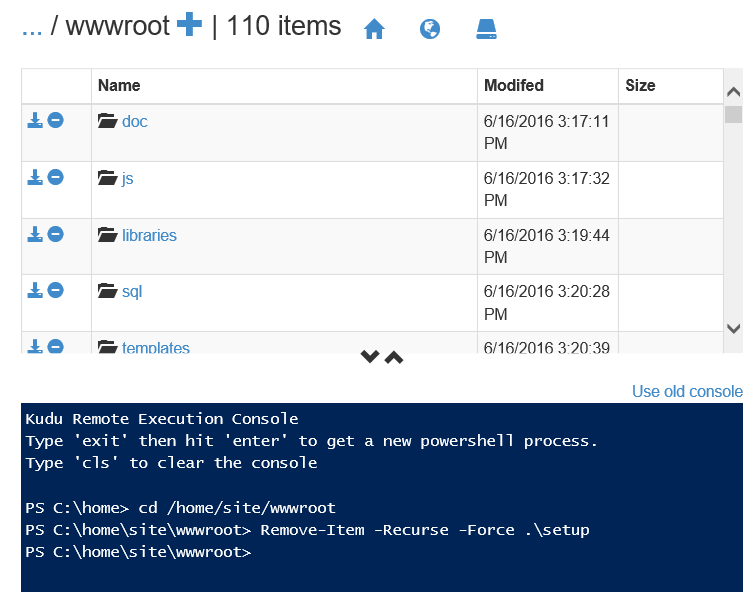 ... / wwwroot | 110 items
Name Modifed Size
doc 6/16/2016 3:17:11
PM
js 6/16/2016 3:17:32
PM
libraries 6/16/2016 3:19:44
PM
sql 6/16/2016 3:20:28
PM
templates 6/16/2016 3:20:39
Use old console
Kudu Remote Execution Console
Type 'exit' then hit 'enter' to get a new powershell process.
Type 'cls' to clear the console
PS C:\home> cd /home/site/wwwroot
PS C:\home\site\wwwroot> Remove-Item -Recurse -Force .\setup
PS C:\home\site\wwwroot>